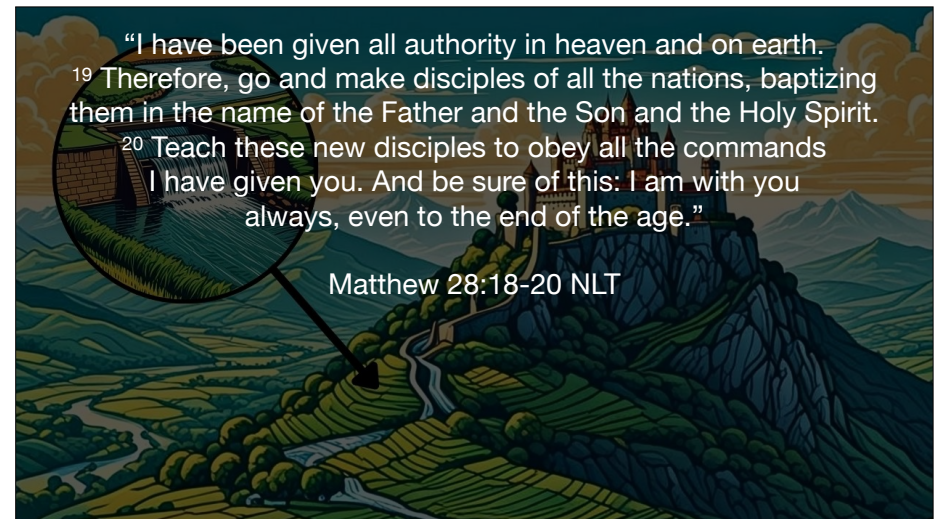 “I have been given all authority in heaven and on earth.
¹⁹ Therefore, go and make disciples of all the nations, baptizing
them in the name of the Father and the Son and the Holy Spirit.
²⁰ Teach these new disciples to obey all the commands
I have given you. And be sure of this: I am with you
always, even to the end of the age.”
Matthew 28:18-20 NLT